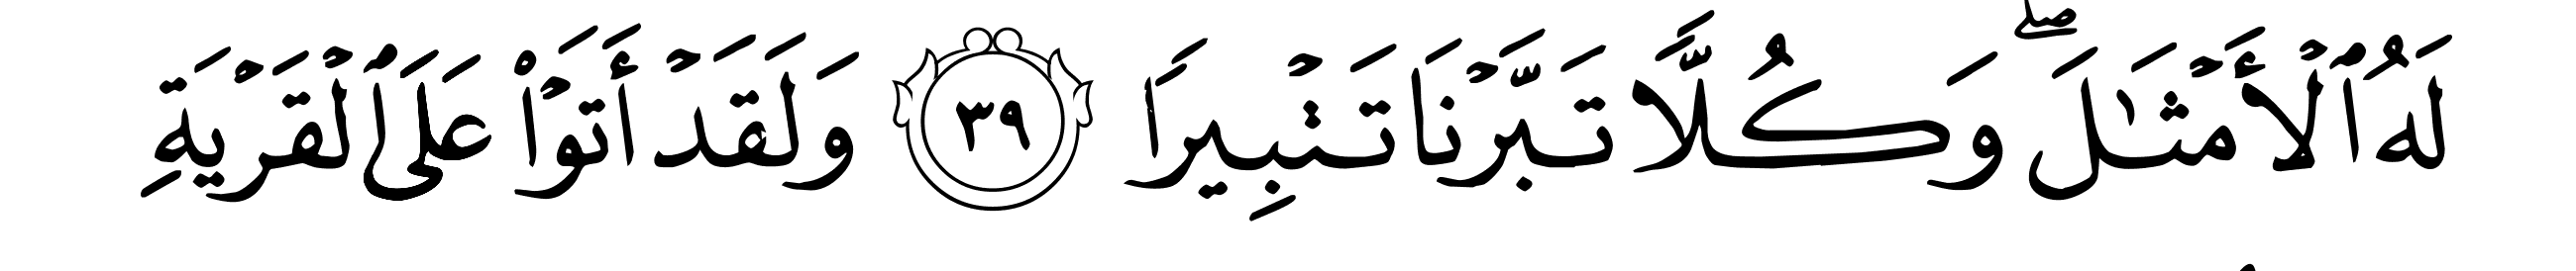 لَهُ ٱلۡأَمۡثَٰلَۖ وَكُلّٗا تَبَّرۡنَا تَتۡبِيرٗا ٣٩ وَلَقَدۡ أَتَوۡاْ عَلَى ٱلۡقَرۡيَةِ